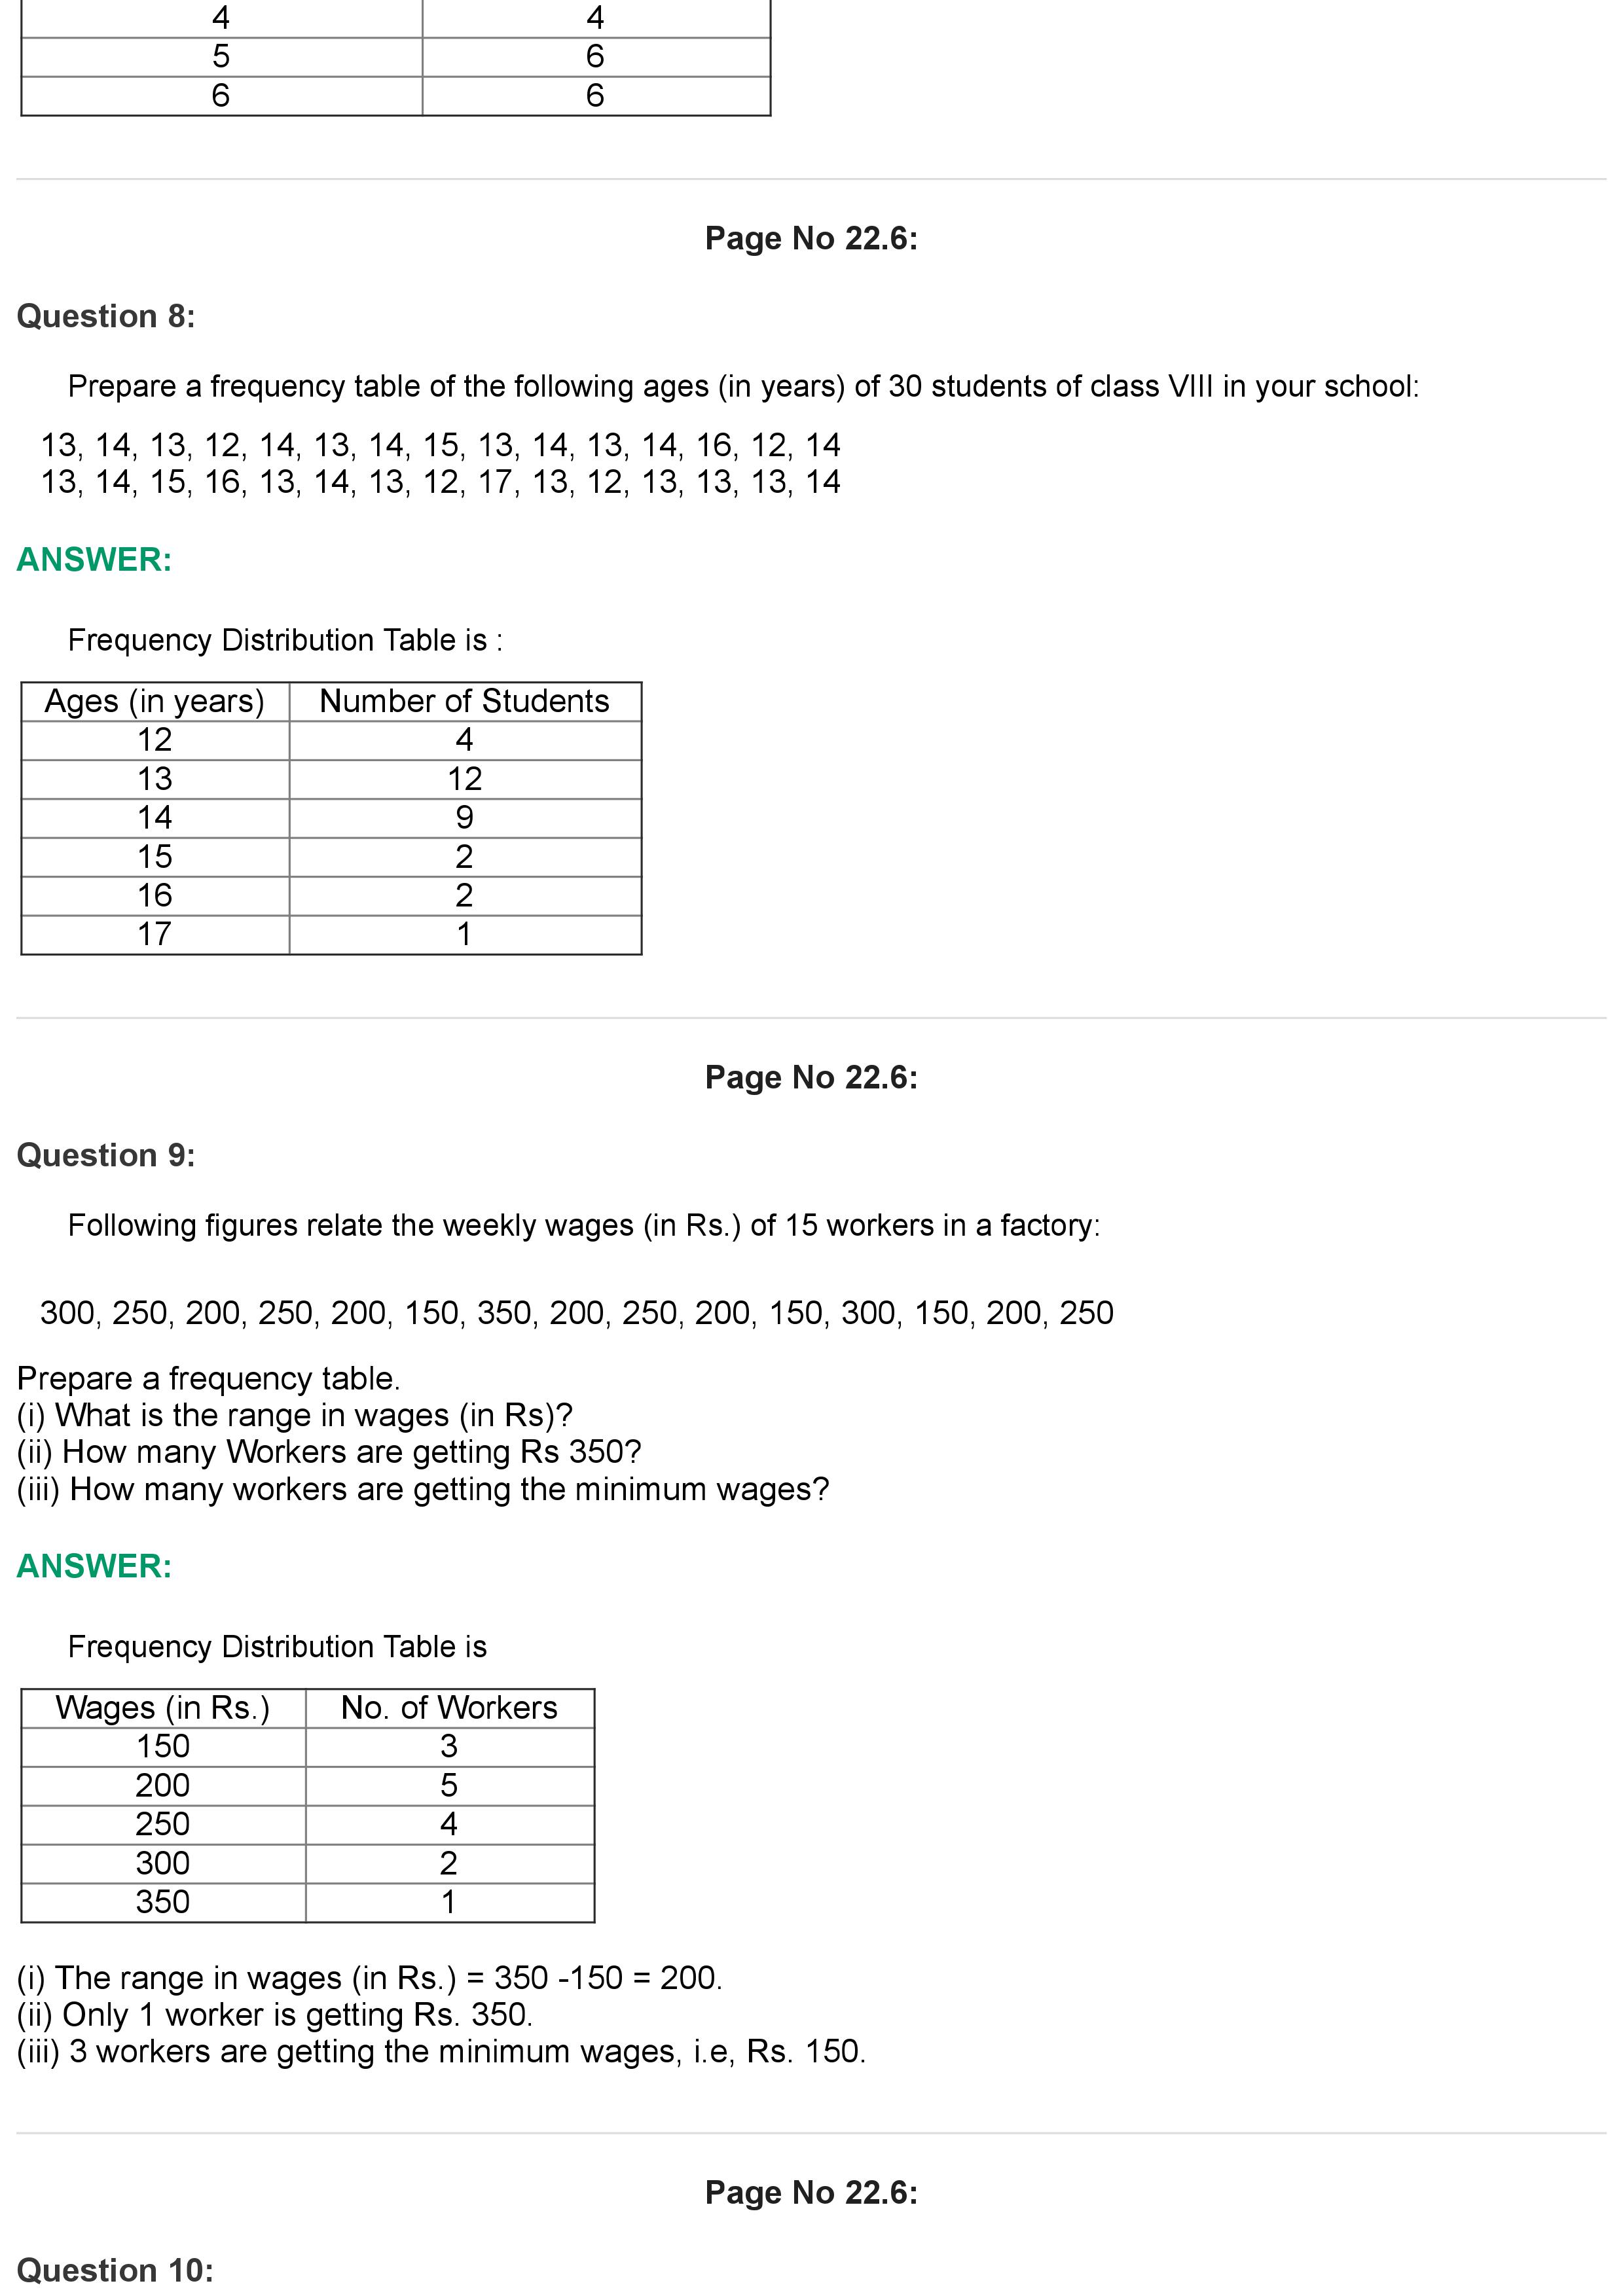 4 4
5 6
6 6
Page No 22.6:
Question 8:
Prepare a frequency table of the following ages (in years) of 30 students of class VIII in your school:
13, 14, 13, 12, 14, 13, 14, 15, 13, 14, 13, 14, 16, 12, 14
13, 14, 15, 16, 13, 14, 13, 12, 17, 13, 12, 13, 13, 13, 14
ANSWER:
Frequency Distribution Table is :
Ages (in years) Number of Students
12 4
13 12
14 9
15 2
16 2
17 1
Page No 22.6:
Question 9:
Following figures relate the weekly wages (in Rs.) of 15 workers in a factory:
300, 250, 200, 250, 200, 150, 350, 200, 250, 200, 150, 300, 150, 200, 250
Prepare a frequency table.
(i) What is the range in wages (in Rs)?
(ii) How many Workers are getting Rs 350?
(iii) How many workers are getting the minimum wages?
ANSWER:
Frequency Distribution Table is
Wages (in Rs.) No. of Workers
150 3
200 5
250 4
300 2
350 1
(i) The range in wages (in Rs.) = 350 -150 = 200.
(ii) Only 1 worker is getting Rs. 350.
(iii) 3 workers are getting the minimum wages, i.e, Rs. 150.
Page No 22.6:
Question 10: